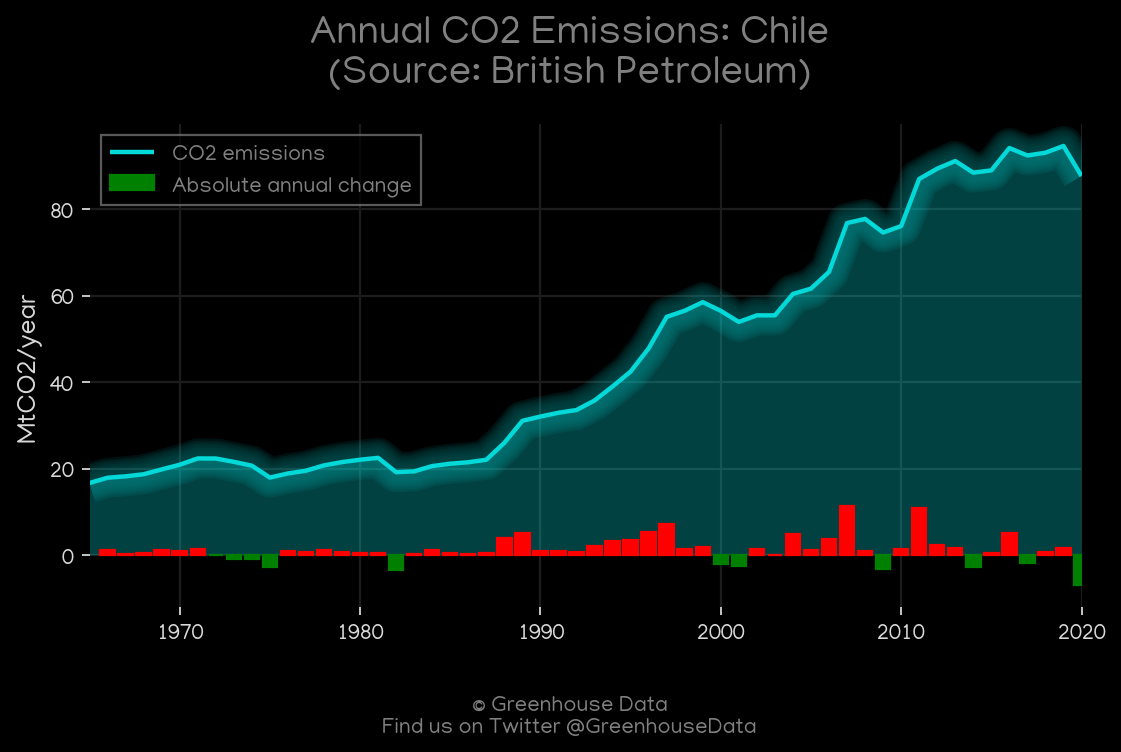 Annual CO2 Emissions: Chile
(Source: British Petroleum)
CO2 emissions
Absolute annual change
MtCO2/year
80
60
40
20
0
1970 1980 1990 2000 2010 2020
© Greenhouse Data
Find us on Twitter @GreenhouseData